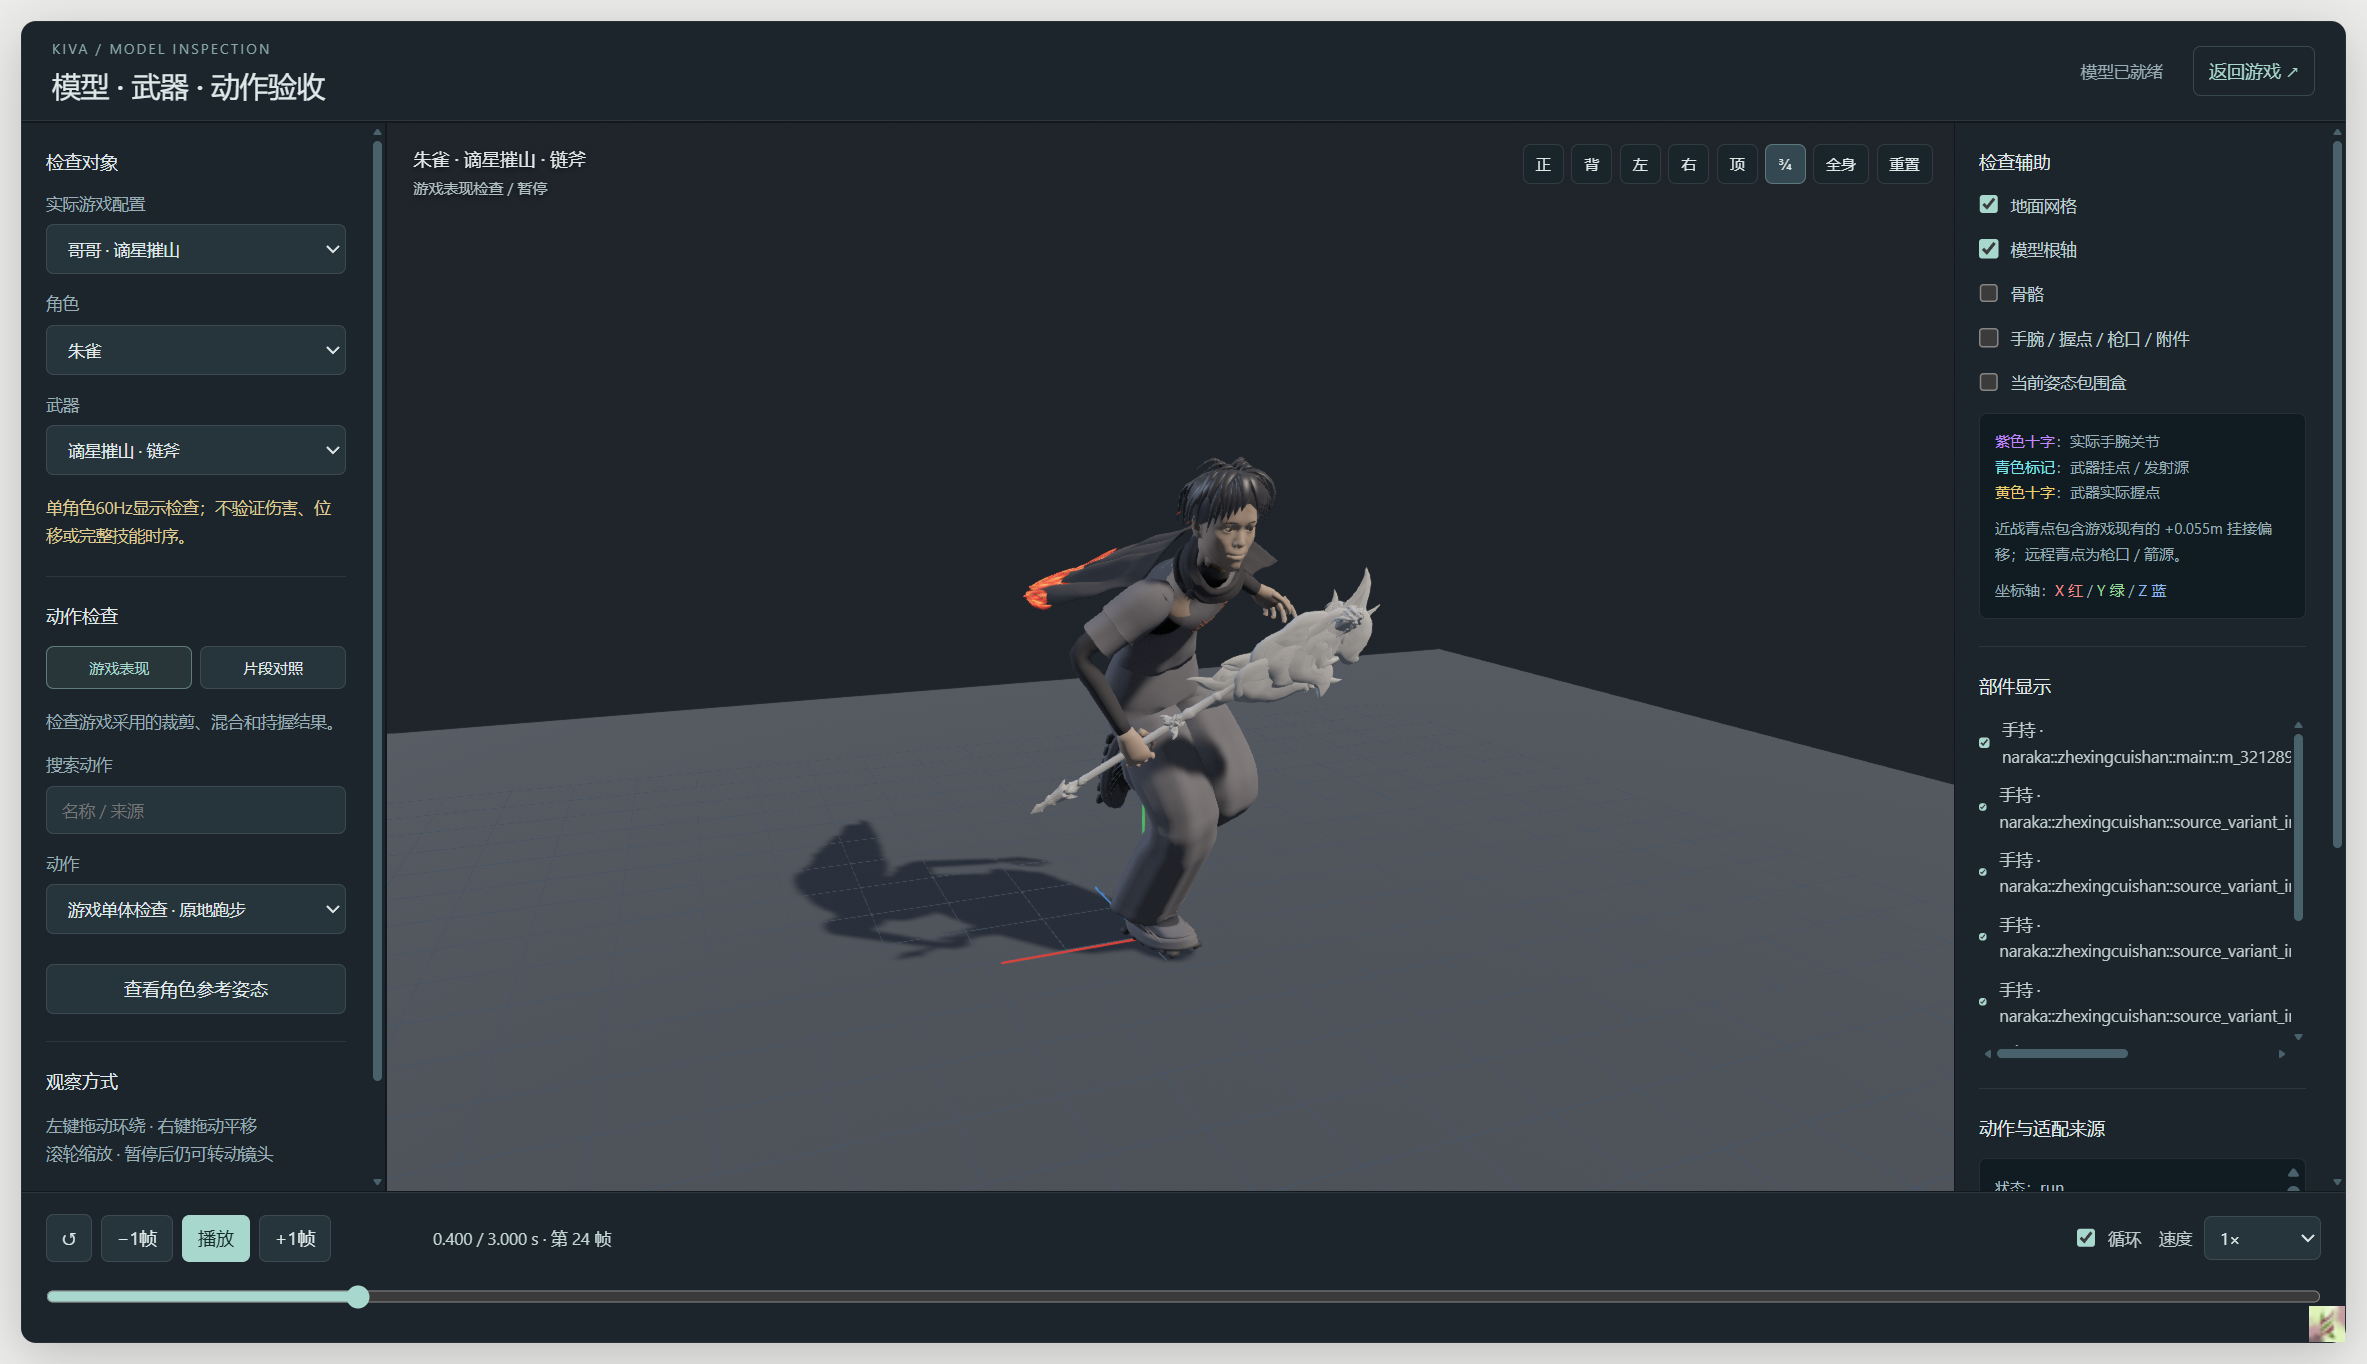 KIVA / MODEL INSPECTION
模型 · 武器 · 动作验收
模型已就绪
返回游戏 ↗
检查对象
实际游戏配置
哥哥 · 谪星摧山
角色
朱雀
武器
谪星摧山 · 链斧
单角色60Hz显示检查；不验证伤害、位
移或完整技能时序。
动作检查
游戏表现
片段对照
检查游戏采用的裁剪、混合和持握结果。
搜索动作
名称 / 来源
动作
游戏单体检查 · 原地跑步
查看角色参考姿态
观察方式
左键拖动环绕 · 右键拖动平移
滚轮缩放 · 暂停后仍可转动镜头
朱雀 · 谪星摧山 · 链斧
游戏表现检查 / 暂停
正
背
左
右
顶
¾
全身
重置
检查辅助
地面网格
模型根轴
骨骼
手腕 / 握点 / 枪口 / 附件
当前姿态包围盒
紫色十字：实际手腕关节
青色标记：武器挂点 / 发射源
黄色十字：武器实际握点
近战青点包含游戏现有的 +0.055m 挂接偏
移；远程青点为枪口 / 箭源。
坐标轴：X 红 / Y 绿 / Z 蓝
部件显示
手持 ·
naraka::zhexingcuishan::main::m_321289
手持 ·
naraka::zhexingcuishan::source_variant_i
手持 ·
naraka::zhexingcuishan::source_variant_i
手持 ·
naraka::zhexingcuishan::source_variant_i
手持 ·
naraka::zhexingcuishan::source_variant_i
动作与适配来源
状态：run
↺
−1帧
播放
+1帧
0.400 / 3.000 s · 第 24 帧
循环
速度
1×